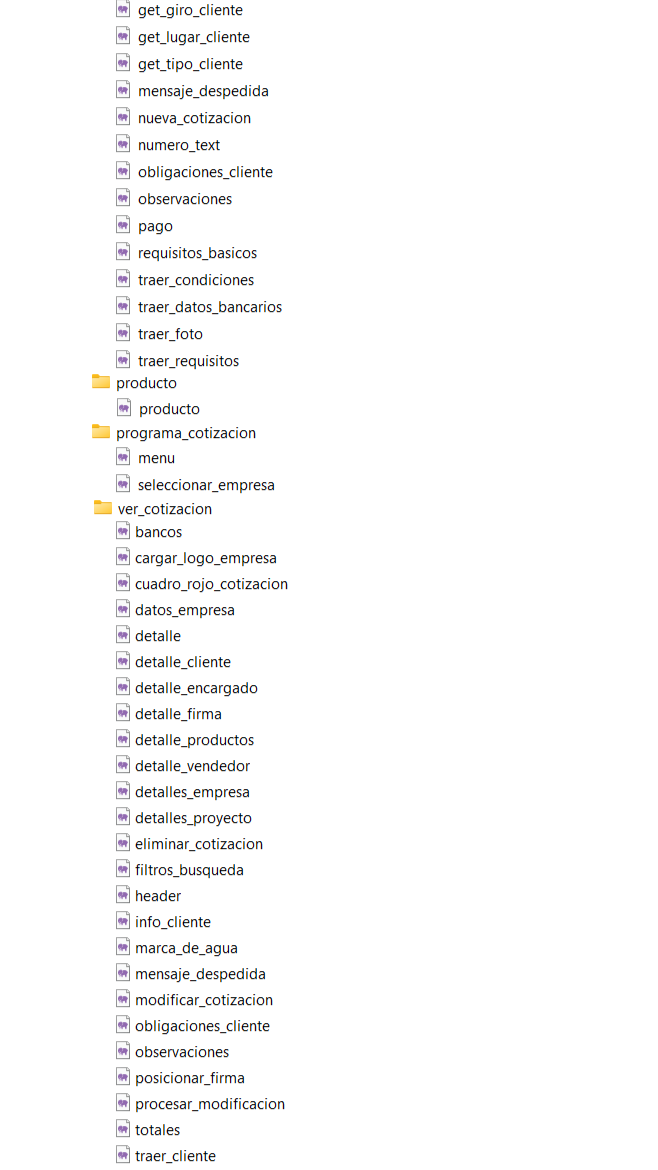 get_giro_cliente
get_lugar_cliente
get_tipo_cliente
mensaje_despedida
nueva_cotizacion
numero_text
obligaciones_cliente
observaciones
pago
requisitos_basicos
traer_condiciones
traer_datos_bancarios
traer_foto
traer_requisitos
producto
producto
programa_cotizacion
menu
seleccionar_empresa
ver_cotizacion
bancos
cargar_logo_empresa
cuadro_rojo_cotizacion
datos_empresa
detalle
detalle_cliente
detalle_encargado
detalle_firma
detalle_productos
detalle_vendedor
detalles_empresa
detalles_proyecto
eliminar_cotizacion
filtros_busqueda
header
info_cliente
marca_de_agua
mensaje_despedida
modificar_cotizacion
obligaciones_cliente
observaciones
posicionar_firma
procesar_modificacion
totales
traer_cliente